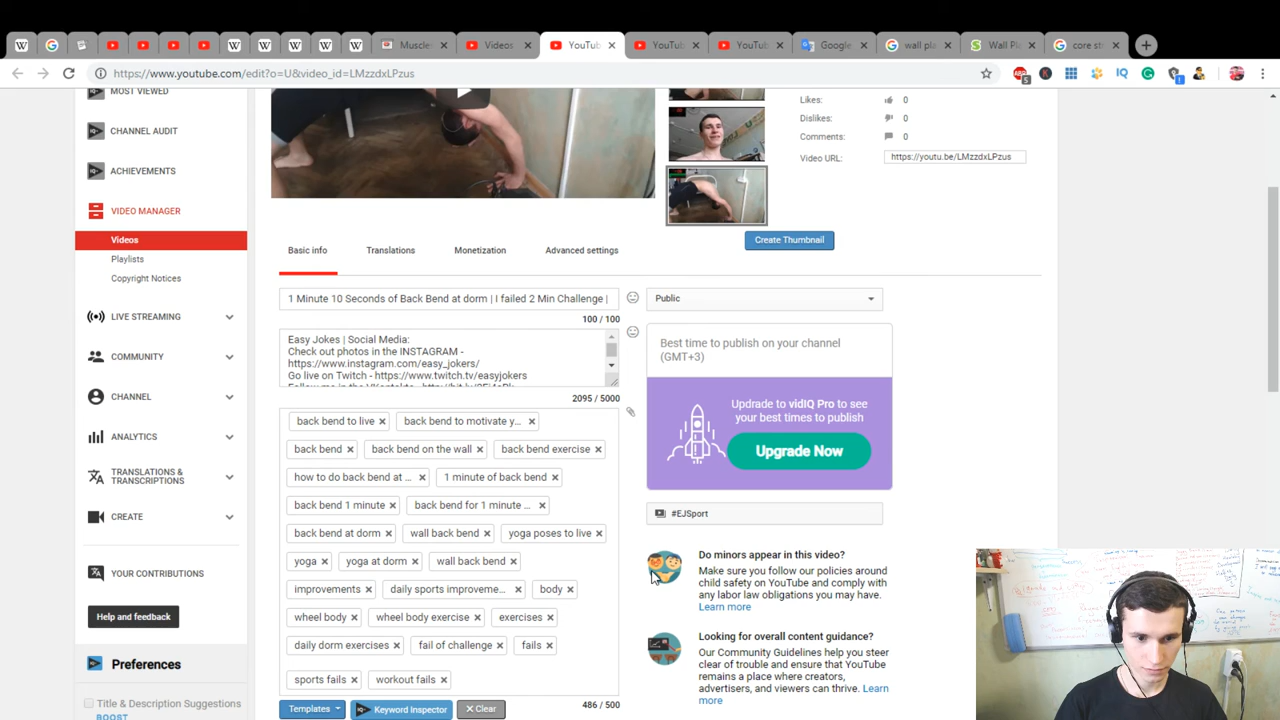 Muscle
Videos
YouTub
YouTub
YouTub
Google
wall pla
Wall Pl
core str
https://www.youtube.com/edit?o=U&video_id=LMzzdxLPzus
MOST VIEWED
CHANNEL AUDIT
ACHIEVEMENTS
VIDEO MANAGER
Videos
Playlists
Copyright Notices
LIVE STREAMING
COMMUNITY
CHANNEL
ANALYTICS
TRANSLATIONS &
TRANSCRIPTIONS
CREATE
YOUR CONTRIBUTIONS
Help and feedback
Preferences
Title & Description Suggestions
BOOST
Likes: 0
Dislikes: 0
Comments: 0
Video URL: https://youtu.be/LMzzdxLPzus
Create Thumbnail
Basic info Translations Monetization Advanced settings
1 Minute 10 Seconds of Back Bend at dorm | I failed 2 Min Challenge |
100 / 100
Easy Jokes | Social Media:
Check out photos in the INSTAGRAM -
https://www.instagram.com/easy_jokers/
Go live on Twitch - https://www.twitch.tv/easyjokers
2095 / 5000
back bend to live × back bend to motivate y... ×
back bend × back bend on the wall × back bend exercise ×
how to do back bend at ... × 1 minute of back bend ×
back bend 1 minute × back bend for 1 minute ... ×
back bend at dorm × wall back bend × yoga poses to live ×
yoga × yoga at dorm × wall back bend ×
improvements × daily sports improveme... × body ×
wheel body × wheel body exercise × exercises ×
daily dorm exercises × fail of challenge × fails ×
sports fails × workout fails ×
486 / 500
Templates Keyword Inspector × Clear
Public
Best time to publish on your channel
(GMT+3)
Upgrade to vidIQ Pro to see
your best times to publish
Upgrade Now
#EJSport
Do minors appear in this video?
Make sure you follow our policies around
child safety on YouTube and comply with
any labor law obligations you may have.
Learn more
Looking for overall content guidance?
Our Community Guidelines help you steer
clear of trouble and ensure that YouTube
remains a place where creators,
advertisers, and viewers can thrive. Learn
more